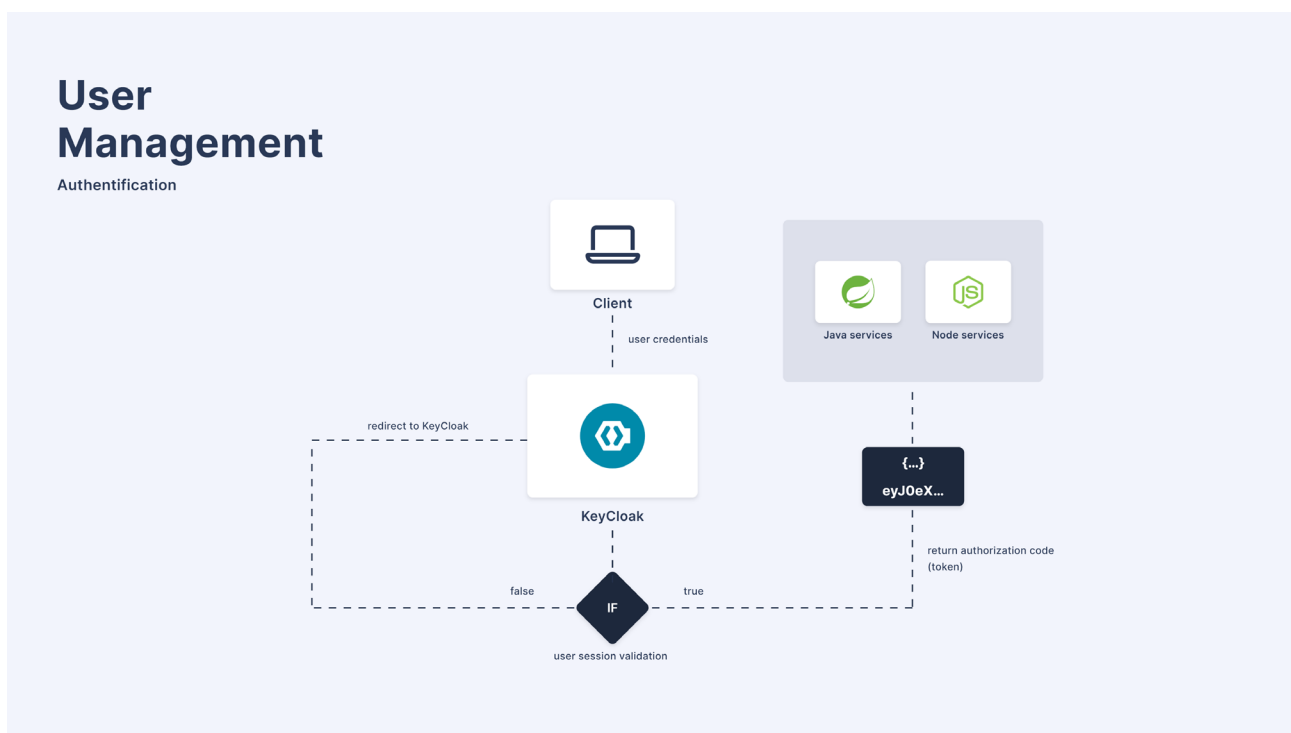 User
Management
Authentification
Client
user credentials
JS
Java services
Node services
redirect to KeyCloak
{...}
eyJ0eX...
KeyCloak
return authorization code
(token)
false
true
IF
user session validation